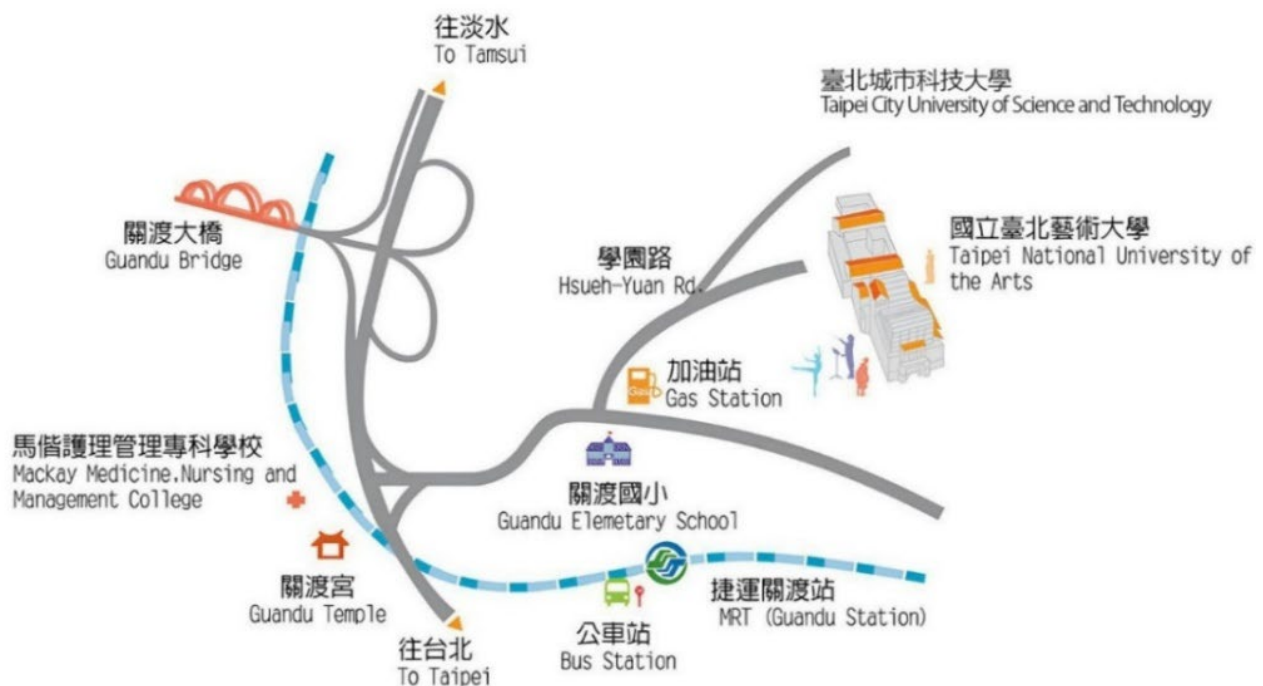 往淡水
To Tamsui
臺北城市科技大學
Taipei City University of Science and Technology
關渡大橋
Guandu Bridge
學園路
Hsueh-Yuan Rd.
國立臺北藝術大學
Taipei National University of
the Arts
加油站
Gas Station
Gas
馬偕護理管理專科學校
Mackay Medicine.Nursing and
Management College
關渡國小
Guandu Elemetary School
關渡宮
Guandu Temple
捷運關渡站
MRT (Guandu Station)
公車站
Bus Station
往台北
To Taipei